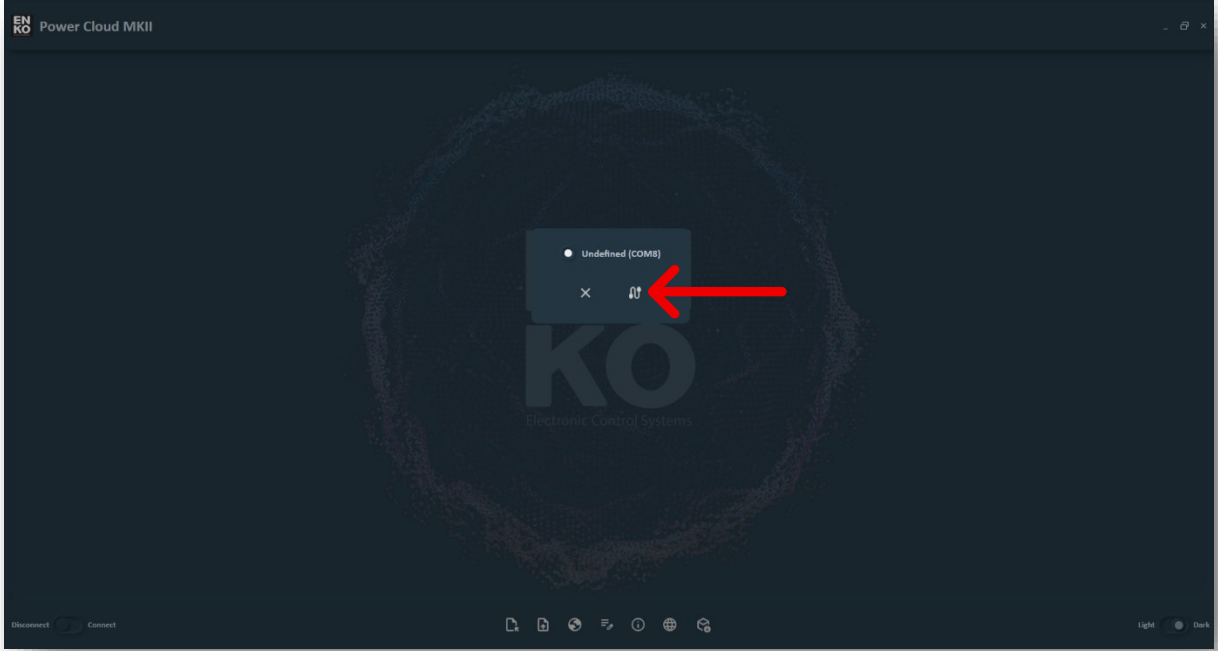 EN
KO
Power Cloud MKII
Undefined (COM8)
KO
Electronic Control Systems
Disconnect
Connect
Light
Dark